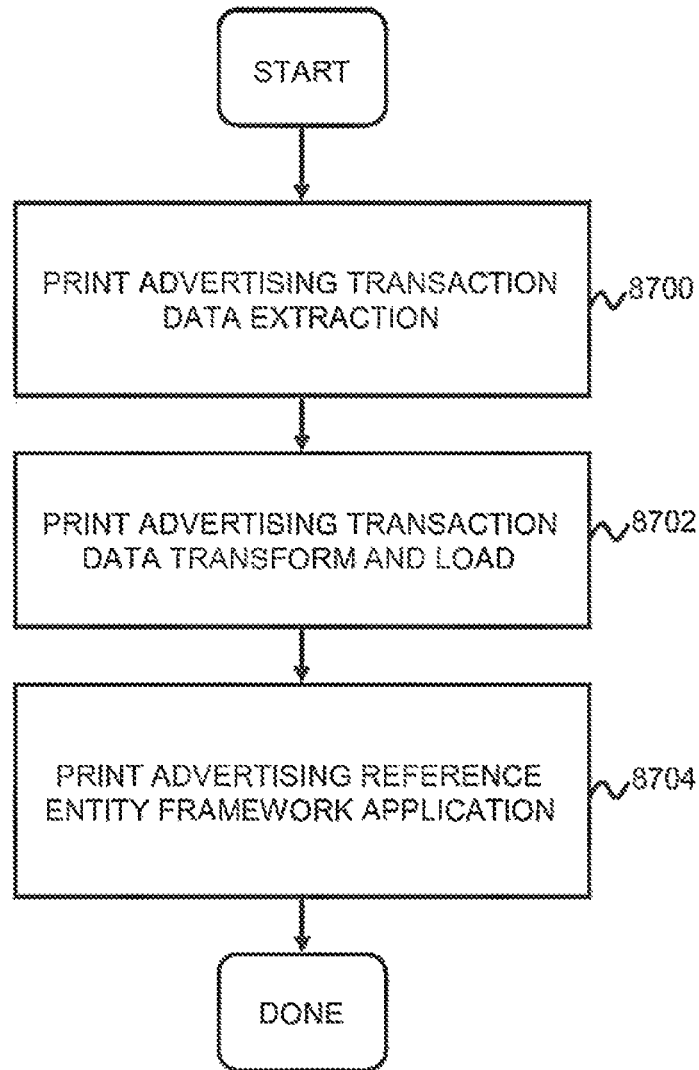 START
PRINT ADVERTISING TRANSACTION
DATA EXTRACTION
8700
PRINT ADVERTISING TRANSACTION
DATA TRANSFORM AND LOAD
8702
PRINT ADVERTISING REFERENCE
ENTITY FRAMEWORK APPLICATION
8704
DONE